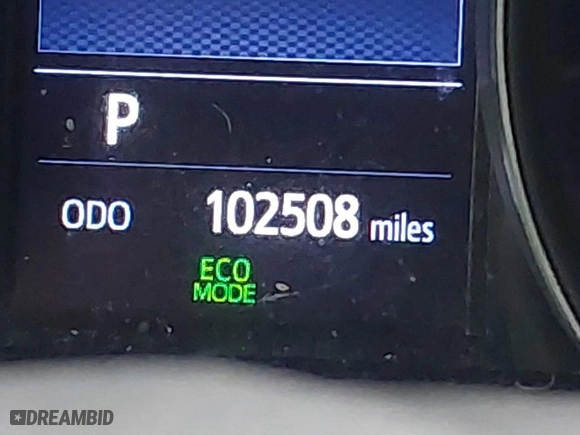 P
ODO 102508 miles
ECO
MODE
DREAMBID